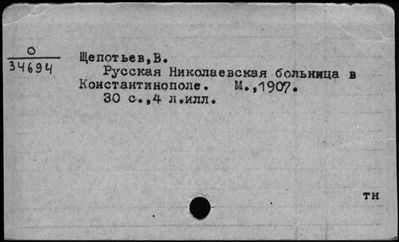 О
34694
Щепотьев,В.
Русская Николаевская больница в
Константинополе. М.,1907.
30 с.,4 л.илл.
тн